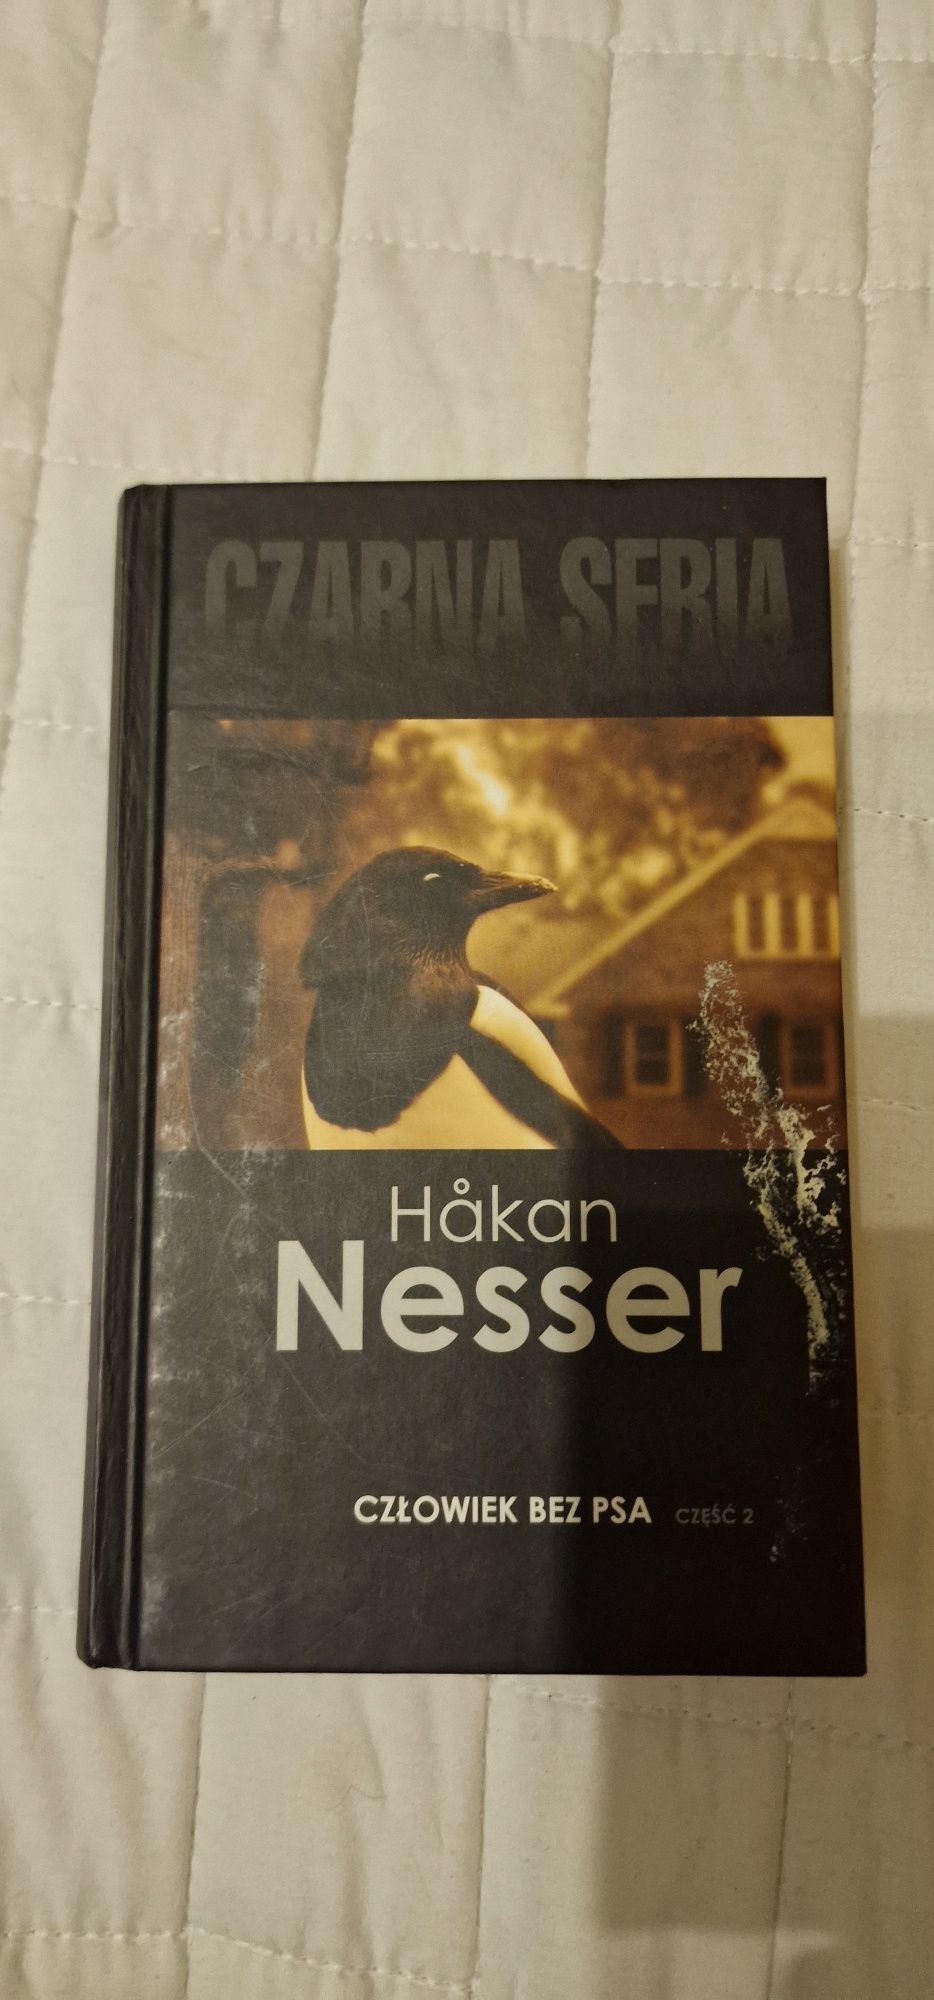 CZARNA SERIA
Håkan
Nesser
CZŁOWIEK BEZ PSA CZĘŚĆ 2